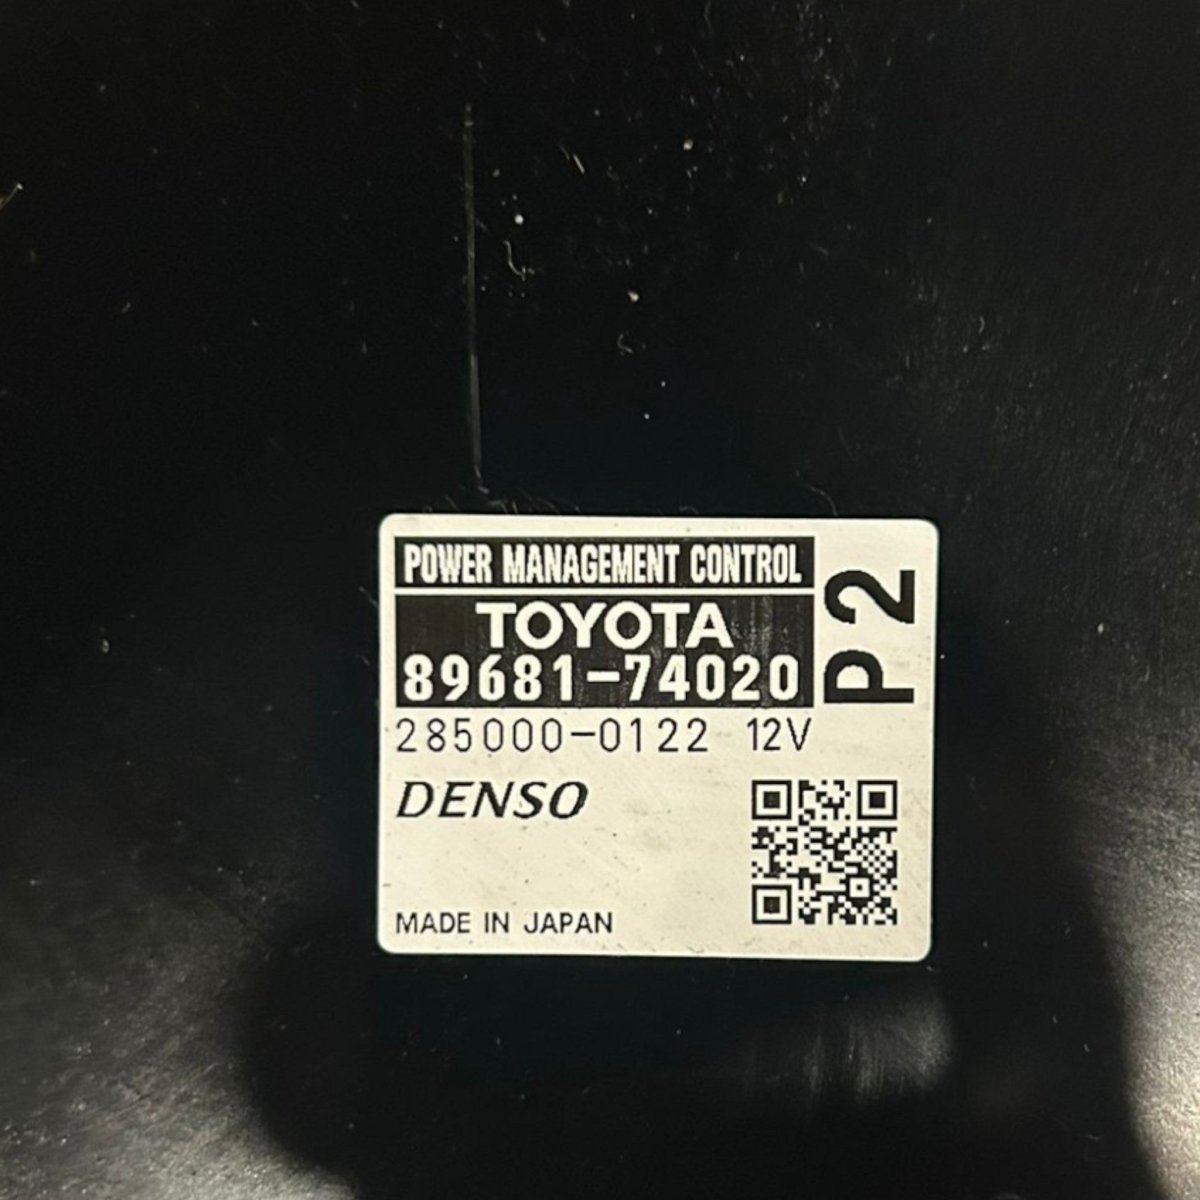 POWER MANAGEMENT CONTROL
TOYOTA
89681-74020
P2
285000-0122 12V
DENSO
MADE IN JAPAN